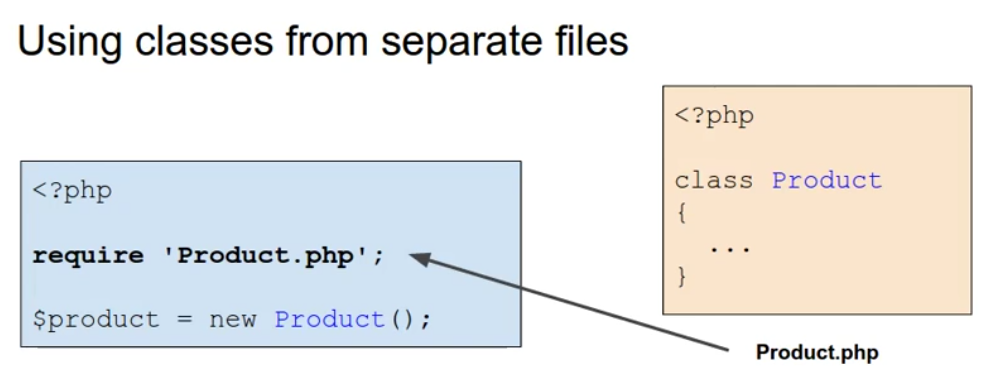 Using classes from separate files
<?php
require 'Product.php';
$product = new Product();
<?php
class Product
{
...
}
Product.php